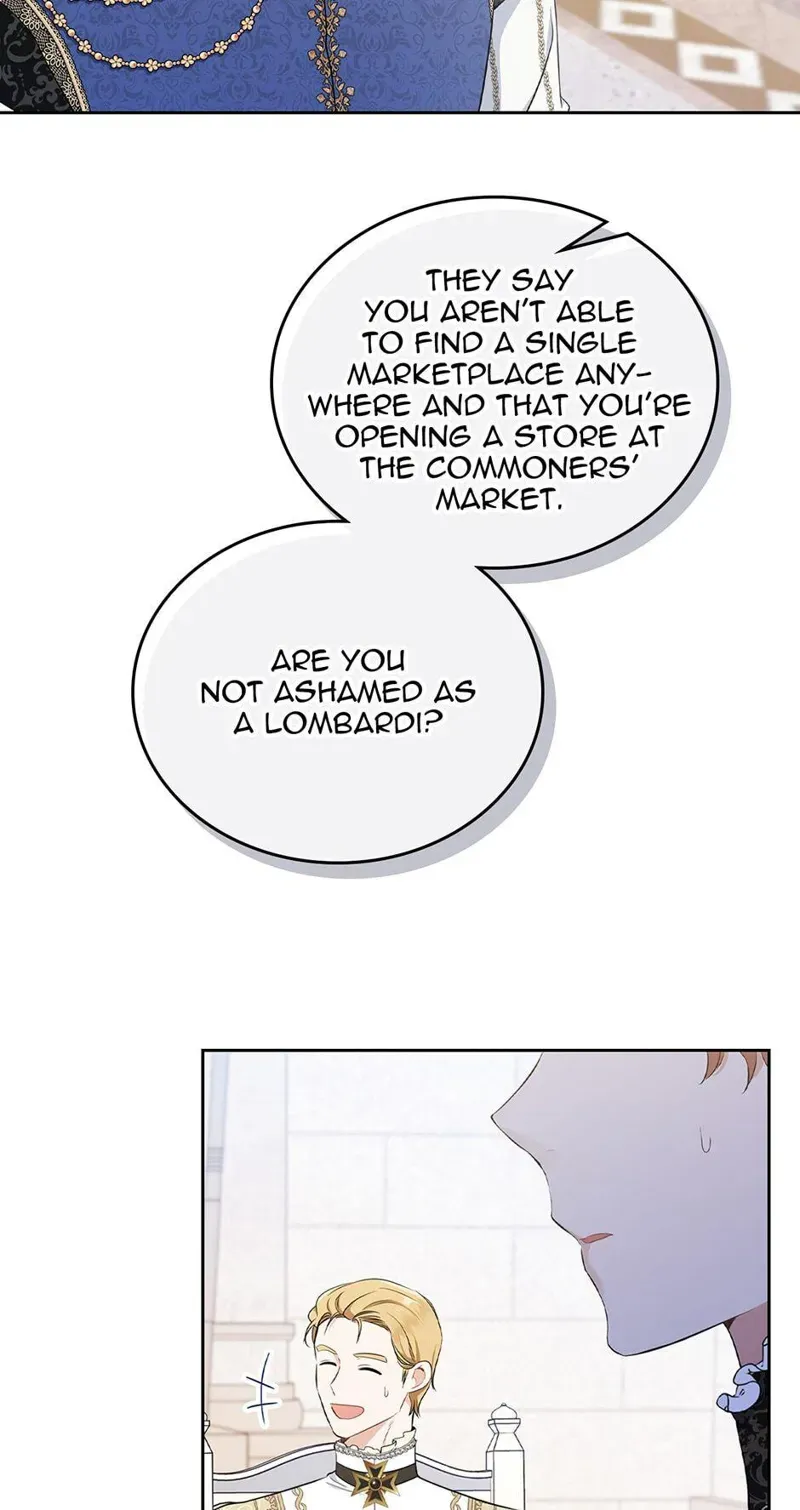 THEY SAY
YOU AREN'T ABLE
TO FIND A SINGLE
MARKETPLACE ANY-
WHERE AND THAT YOU'RE
OPENING A STORE AT
THE COMMONERS'
MARKET.
ARE YOU
NOT ASHAMED AS
A LOMBARDI?